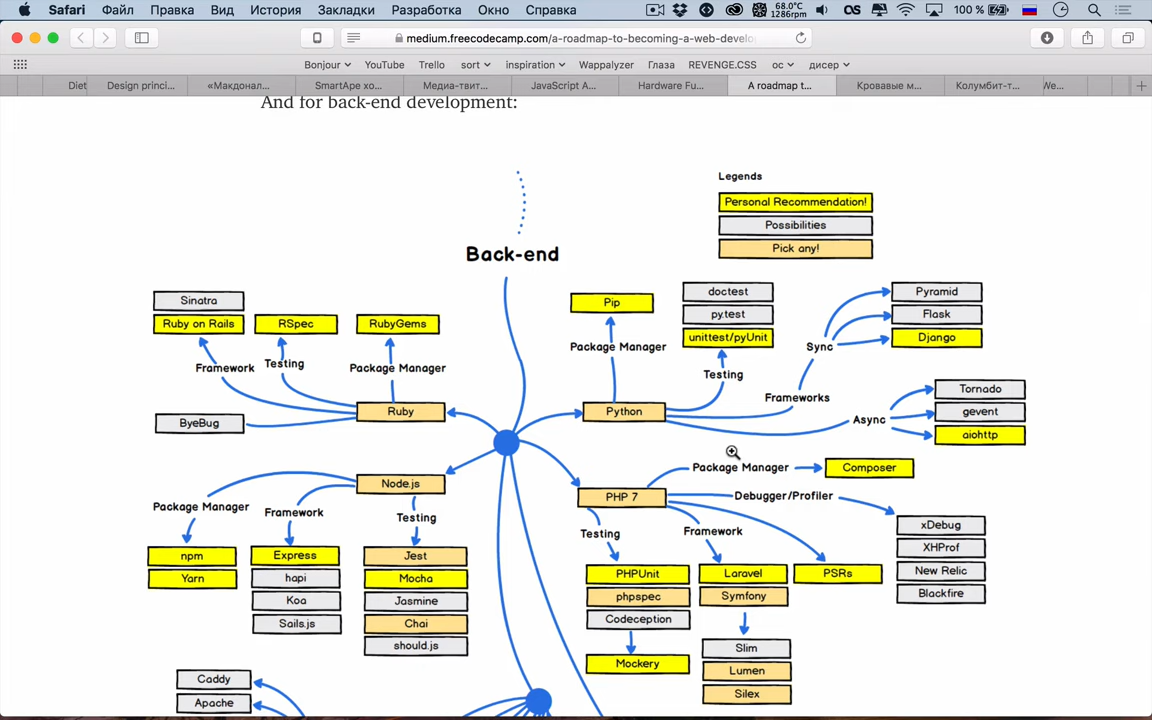 Safari Файл Правка Вид История Закладки Разработка Окно Справка 68.0°C 1286rpm 100 %
medium.freecodecamp.com/a-roadmap-to-becoming-a-web-develo
Bonjour YouTube Trello sort inspiration Wappalyzer Глаза REVENGE.CSS ос дисер
Diet Design princi... «Макдонал... SmartApe хо... Медиа-твит... JavaScript A... Hardware Fu... A roadmap t... Кровавые м... Колумбит-т... We...
And for back-end development:
Legends
Personal Recommendation!
Possibilities
Pick any!
Back-end
Sinatra
Ruby on Rails
RSpec
RubyGems
Framework
Testing
Package Manager
Ruby
ByeBug
Pip
Package Manager
doctest
py.test
unittest/pyUnit
Testing
Python
Pyramid
Flask
Django
Sync
Frameworks
Async
Tornado
gevent
aiohttp
Node.js
Package Manager
Framework
Testing
npm
Yarn
Express
hapi
Koa
Sails.js
Jest
Mocha
Jasmine
Chai
should.js
PHP 7
Package Manager
Composer
Debugger/Profiler
xDebug
XHProf
New Relic
Blackfire
Testing
Framework
PHPUnit
phpspec
Codeception
Mockery
Laravel
Symfony
PSRs
Slim
Lumen
Silex
Caddy
Apache